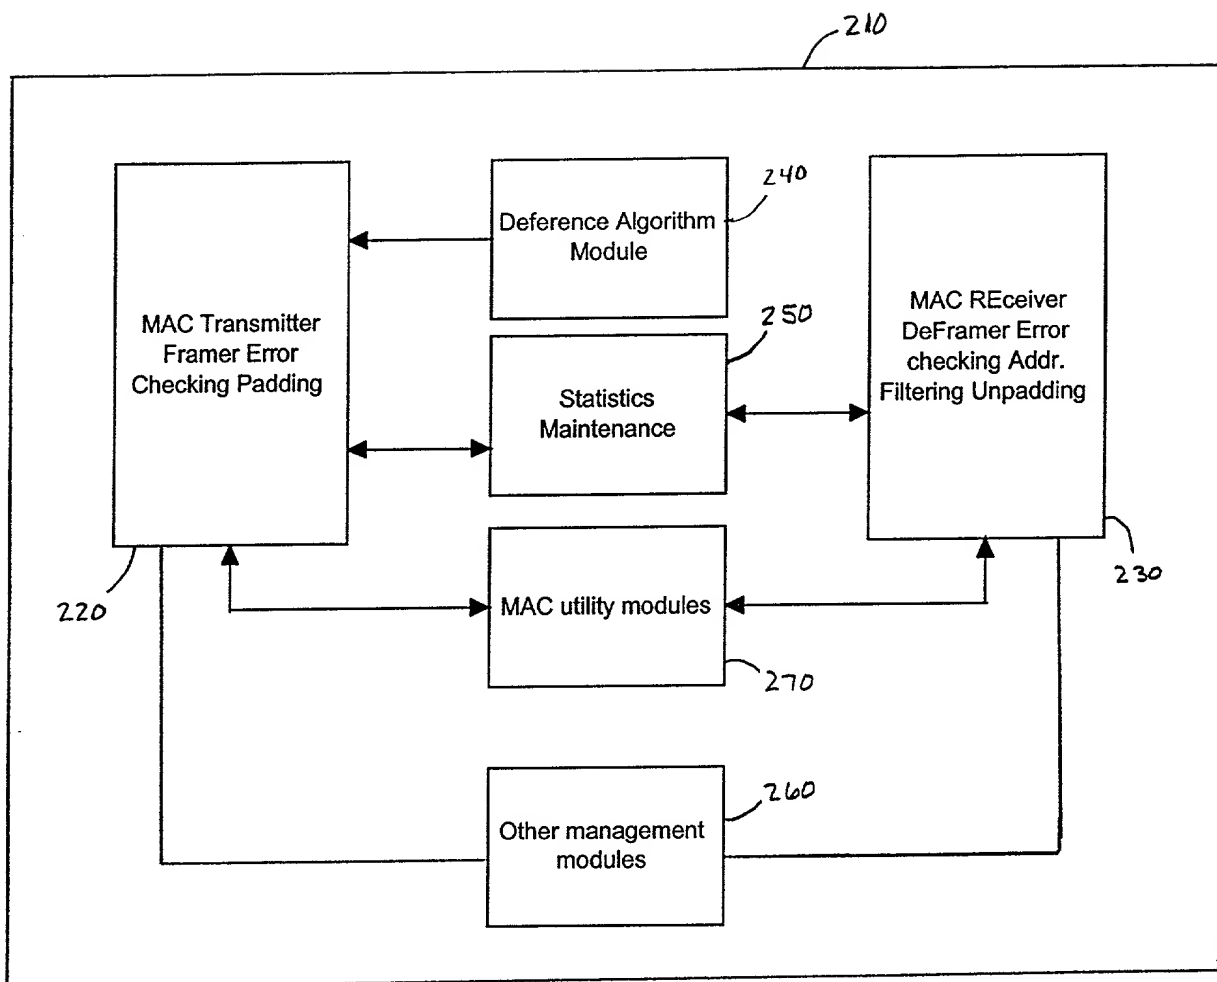 210
MAC Transmitter
Framer Error
Checking Padding
220
Deference Algorithm
Module
240
Statistics
Maintenance
250
MAC REceiver
DeFramer Error
checking Addr.
Filtering Unpadding
230
MAC utility modules
270
Other management
modules
260